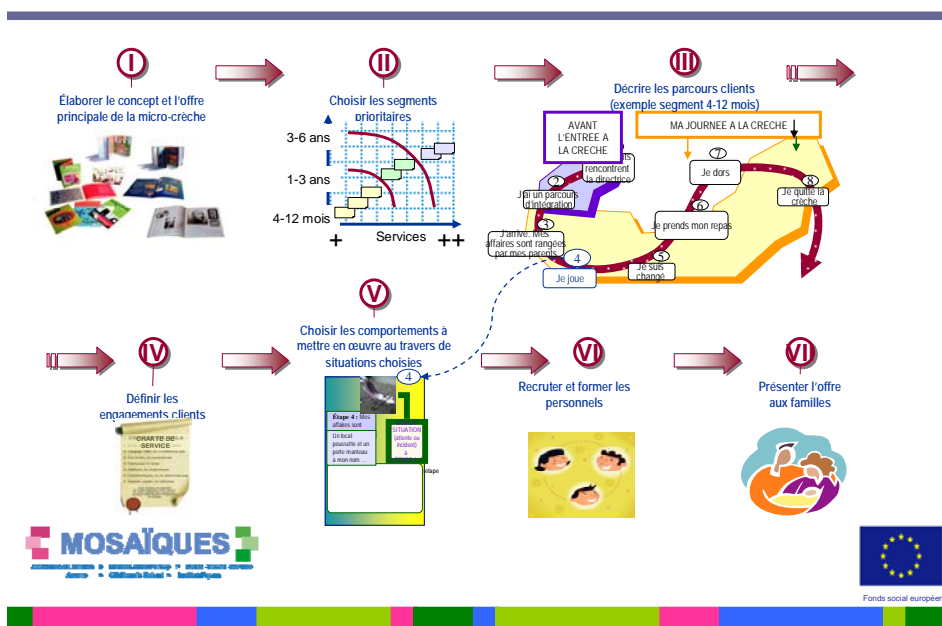 I
Élaborer le concept et l'offre
principale de la micro-crèche
II
Choisir les segments
prioritaires
3-6 ans
1-3 ans
4-12 mois
+
Services
++
III
Décrire les parcours clients
(exemple segment 4-12 mois)
AVANT
L'ENTREE A
LA CRECHE
MA JOURNEE A LA CRECHE
rencontrent
la directrice
2
J'ai un parcours
d'intégration
3
J'arrive. Mes
affaires sont rangées
par mes parents
4
Je joue
5
Je suis
changé
6
Je prends mon repas
7
Je dors
8
Je quitte la
crèche
IV
Définir les
engagements clients
CHARTE DE
SERVICE
V
Choisir les comportements à
mettre en œuvre au travers de
situations choisies
4
Étape 4 : Mes
affaires sont
Un local
poussette et un
porte manteau
à mon nom ...
SITUATION
(attente ou
incident)
à
étape
VI
Recruter et former les
personnels
VI
Présenter l'offre
aux familles
MOSAÏQUES
Fonds social européen